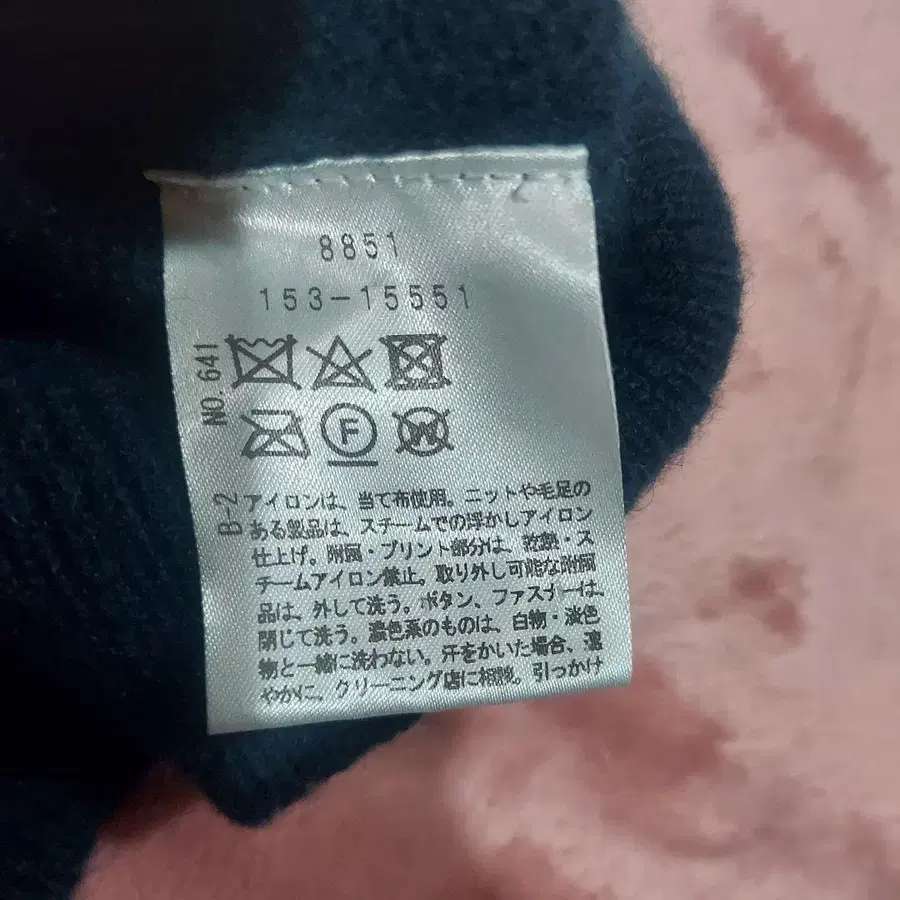 8851
153-15551
NO.641
F
W
B-2
アイロンは、当て布使用。ニットや毛足の
ある製品は、スチームでの浮かしアイロン
仕上げ。附属・プリント部分は、乾熱・ス
チームアイロン禁止。取り外し可能な附属
品は、外して洗う。ボタン、ファスナーは、
閉じて洗う。濃色系のものは、白物・淡色
物と一緒に洗わない。汗をかいた場合、速
やかに、クリーニング店に相談。引っかけ